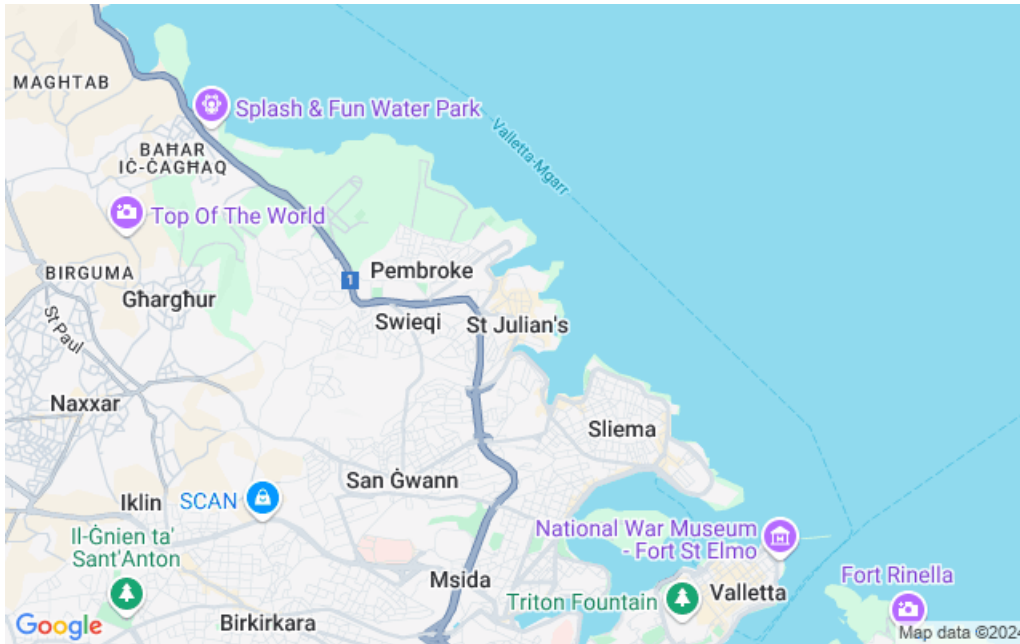 MAGHTAB
Splash & Fun Water Park
Valletta-Mgarr
BAĦAR
IĊ-ĊAGĦAQ
Top Of The World
BIRGUMA
Pembroke
1
Għargħur
St Paul
Swieqi
St Julian's
Naxxar
Sliema
San Ġwann
Iklin
SCAN
Il-Ġnien ta'
Sant'Anton
National War Museum
- Fort St Elmo
Msida
Fort Rinella
Triton Fountain
Valletta
Birkirkara
Google
Map data ©2024